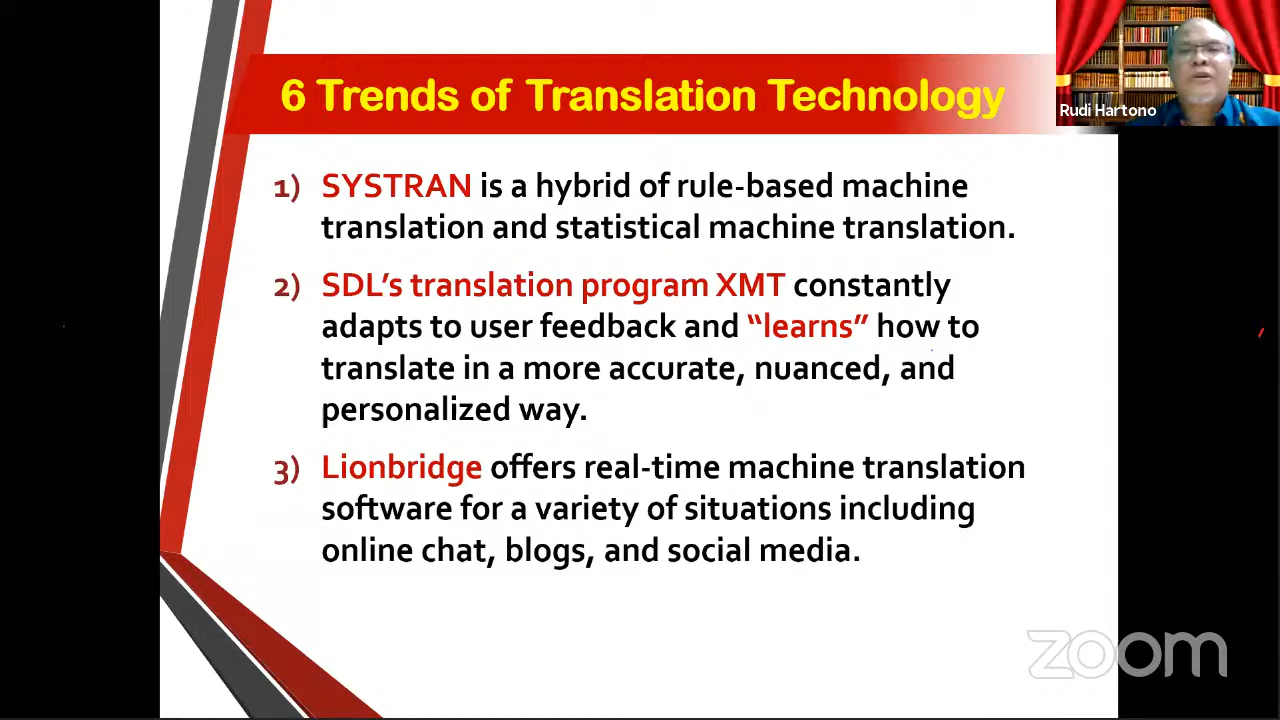 6 Trends of Translation Technology
Rudi Hartono
1) SYSTRAN is a hybrid of rule-based machine
translation and statistical machine translation.
2) SDL’s translation program XMT constantly
adapts to user feedback and “learns” how to
translate in a more accurate, nuanced, and
personalized way.
3) Lionbridge offers real-time machine translation
software for a variety of situations including
online chat, blogs, and social media.
zoom